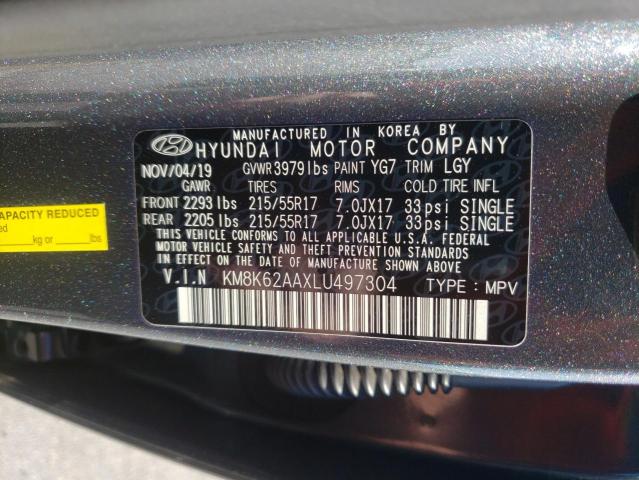 MANUFACTURED IN KOREA BY
HYUNDAI MOTOR COMPANY
NOV/04/19 GVWR 3979 lbs PAINT YG7 TRIM LGY
GAWR TIRES RIMS COLD TIRE INFL
FRONT 2293 lbs 215/55R17 7.0JX17 33psi SINGLE
REAR 2205 lbs 215/55R17 7.0JX17 33psi SINGLE
THIS VEHICLE CONFORMS TO ALL APPLICABLE U.S.A. FEDERAL
MOTOR VEHICLE SAFETY AND THEFT PREVENTION STANDARDS
IN EFFECT ON THE DATE OF MANUFACTURE SHOWN ABOVE.
V.I.N KM8K62AAXLU497304 TYPE : MPV
CAPACITY REDUCED
kg or lbs